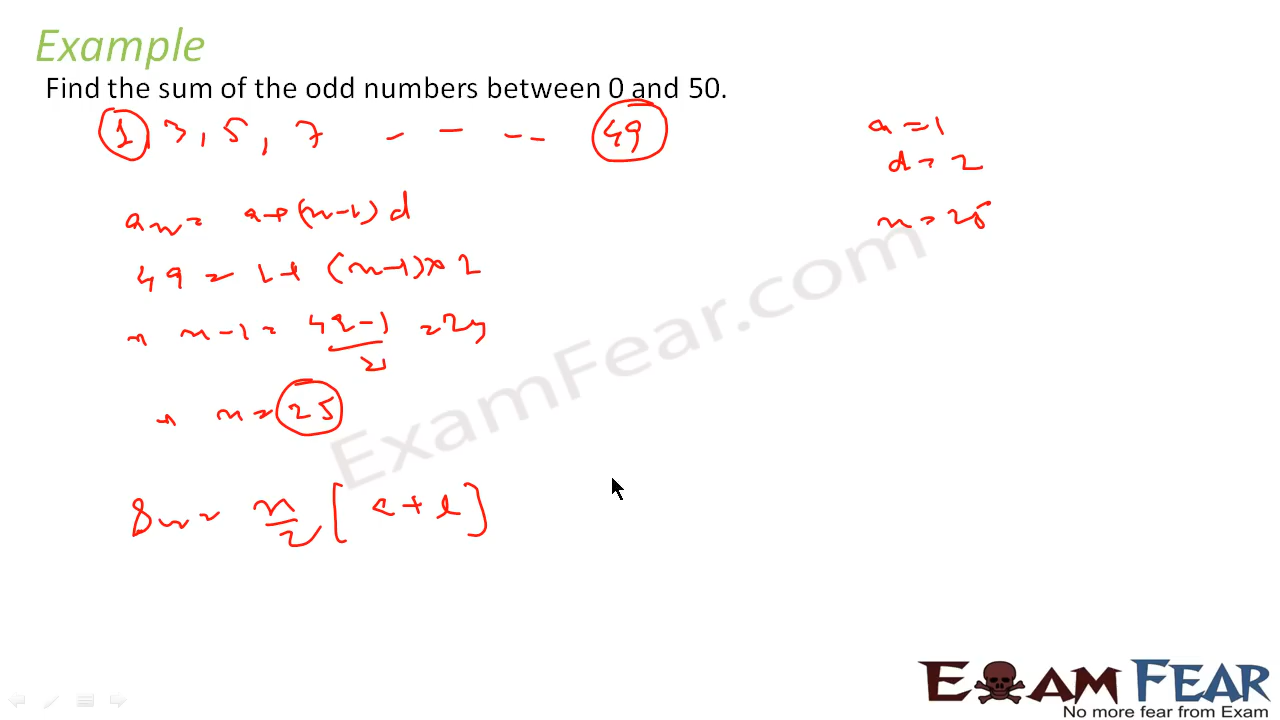 Example
Find the sum of the odd numbers between 0 and 50.
1, 3, 5, 7 - - - - 49
a = 1
d = 2
n = 25
an = a + (n-1) d
49 = 1 + (n-1) x 2
n-1 = 49-1/2 = 24
n = 25
Sn = n/2 [a + l]
ExamFear.com
EXAM FEAR
No more fear from Exam